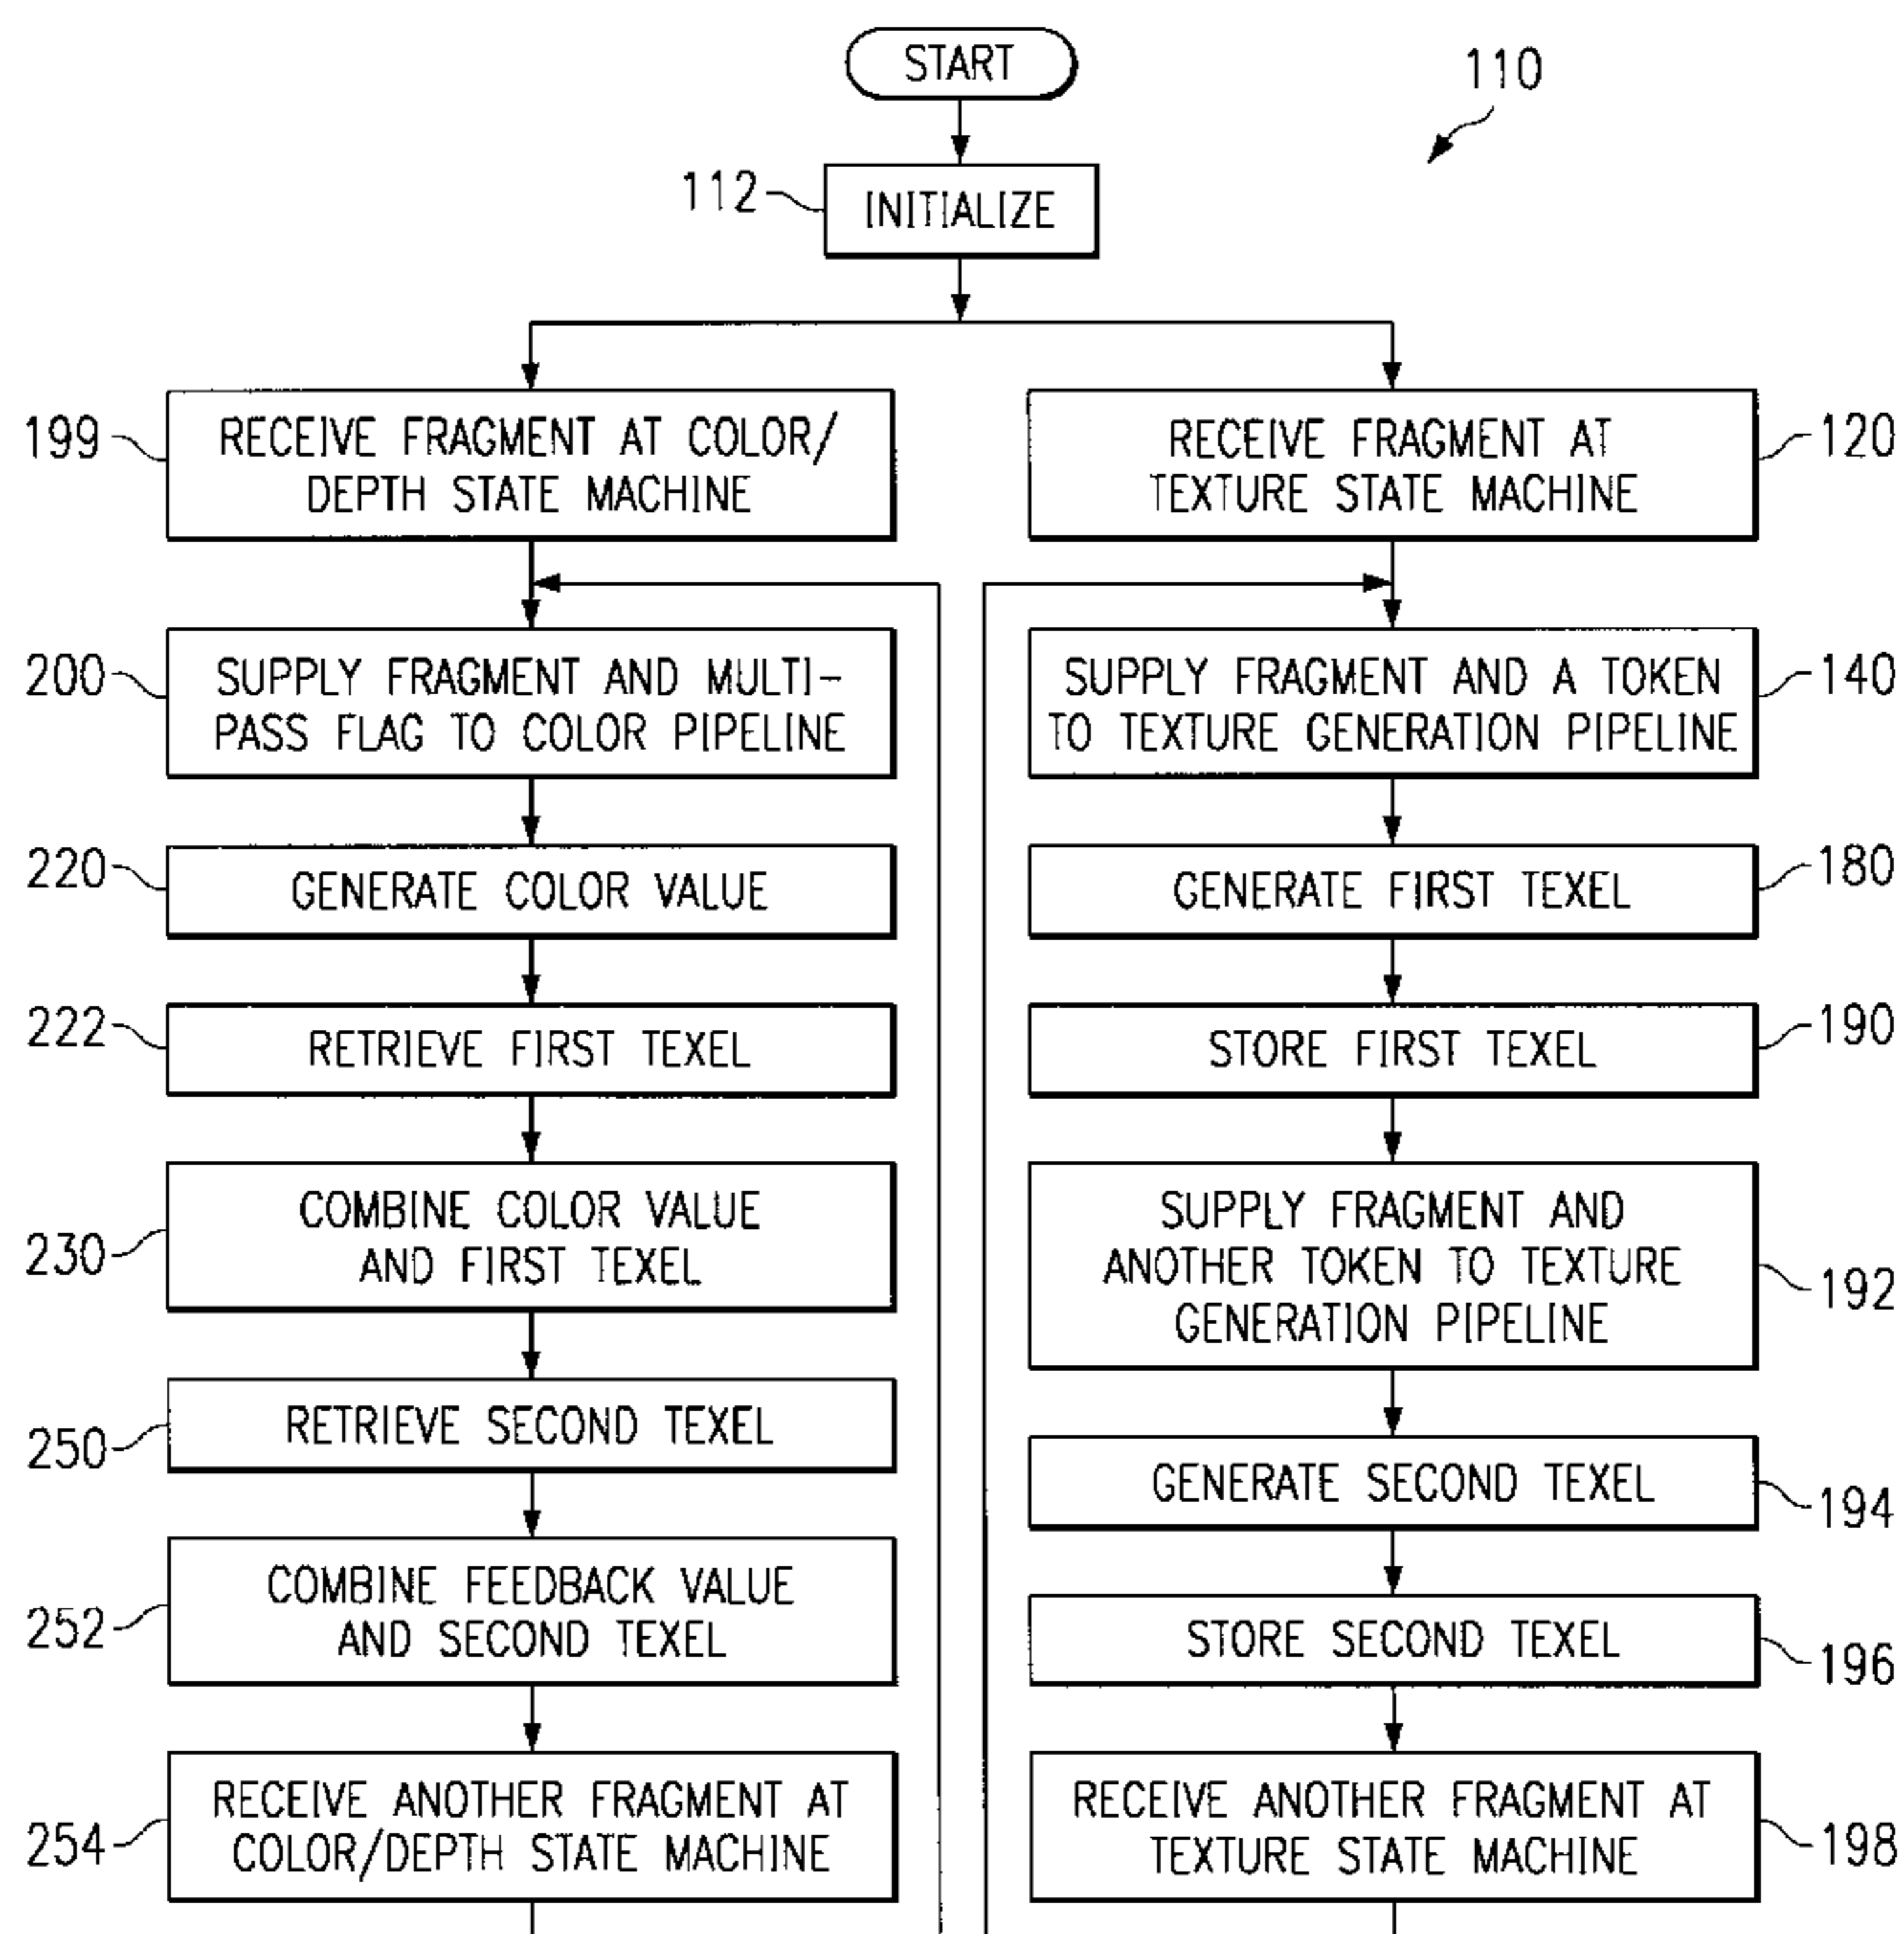 START
110
112
INITIALIZE
199
RECEIVE FRAGMENT AT COLOR/
DEPTH STATE MACHINE
200
SUPPLY FRAGMENT AND MULTI-
PASS FLAG TO COLOR PIPELINE
220
GENERATE COLOR VALUE
222
RETRIEVE FIRST TEXEL
230
COMBINE COLOR VALUE
AND FIRST TEXEL
250
RETRIEVE SECOND TEXEL
252
COMBINE FEEDBACK VALUE
AND SECOND TEXEL
254
RECEIVE ANOTHER FRAGMENT AT
COLOR/DEPTH STATE MACHINE
RECEIVE FRAGMENT AT
TEXTURE STATE MACHINE
120
SUPPLY FRAGMENT AND A TOKEN
TO TEXTURE GENERATION PIPELINE
140
GENERATE FIRST TEXEL
180
STORE FIRST TEXEL
190
SUPPLY FRAGMENT AND
ANOTHER TOKEN TO TEXTURE
GENERATION PIPELINE
192
GENERATE SECOND TEXEL
194
STORE SECOND TEXEL
196
RECEIVE ANOTHER FRAGMENT AT
TEXTURE STATE MACHINE
198